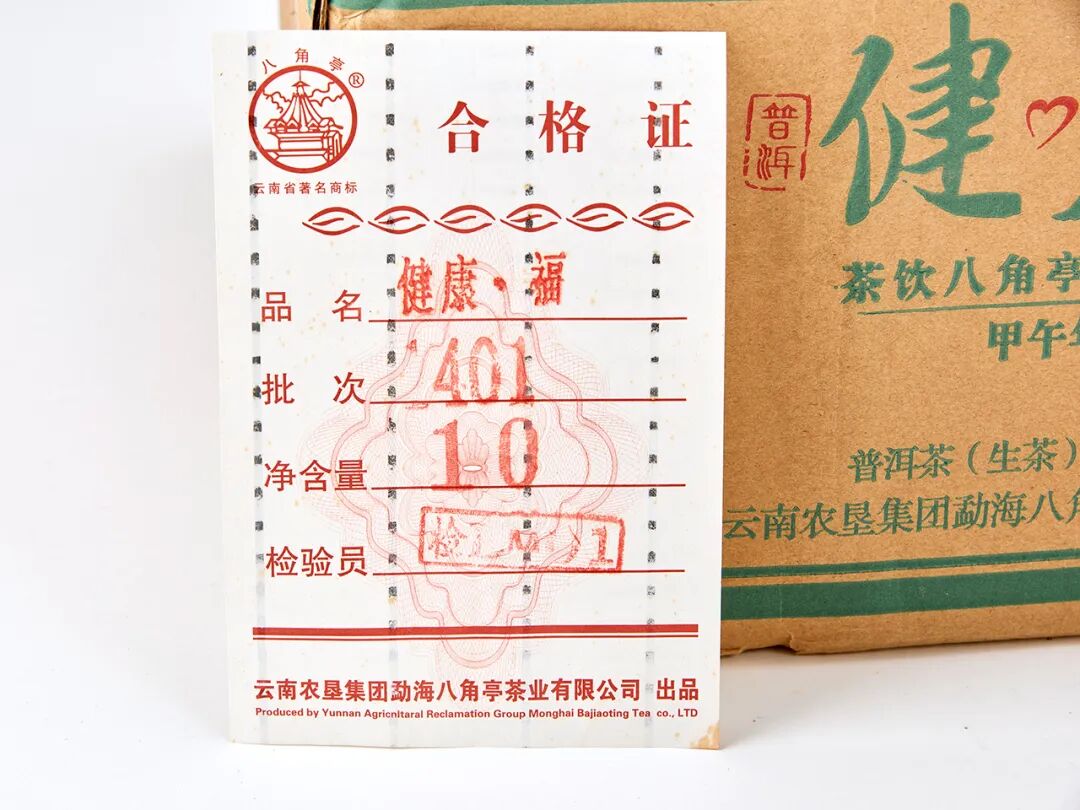 八角亭®
云南省著名商标
合格证
品名 健康·福
批次 1401
净含量 10
检验员
云南农垦集团勐海八角亭茶业有限公司 出品
Produced by Yunnan Agricnltaral Reclamation Group Monghai Bajiaoting Tea co., LTD
普洱
健
茶饮八角亭
甲午年
普洱茶（生茶）
云南农垦集团勐海八角